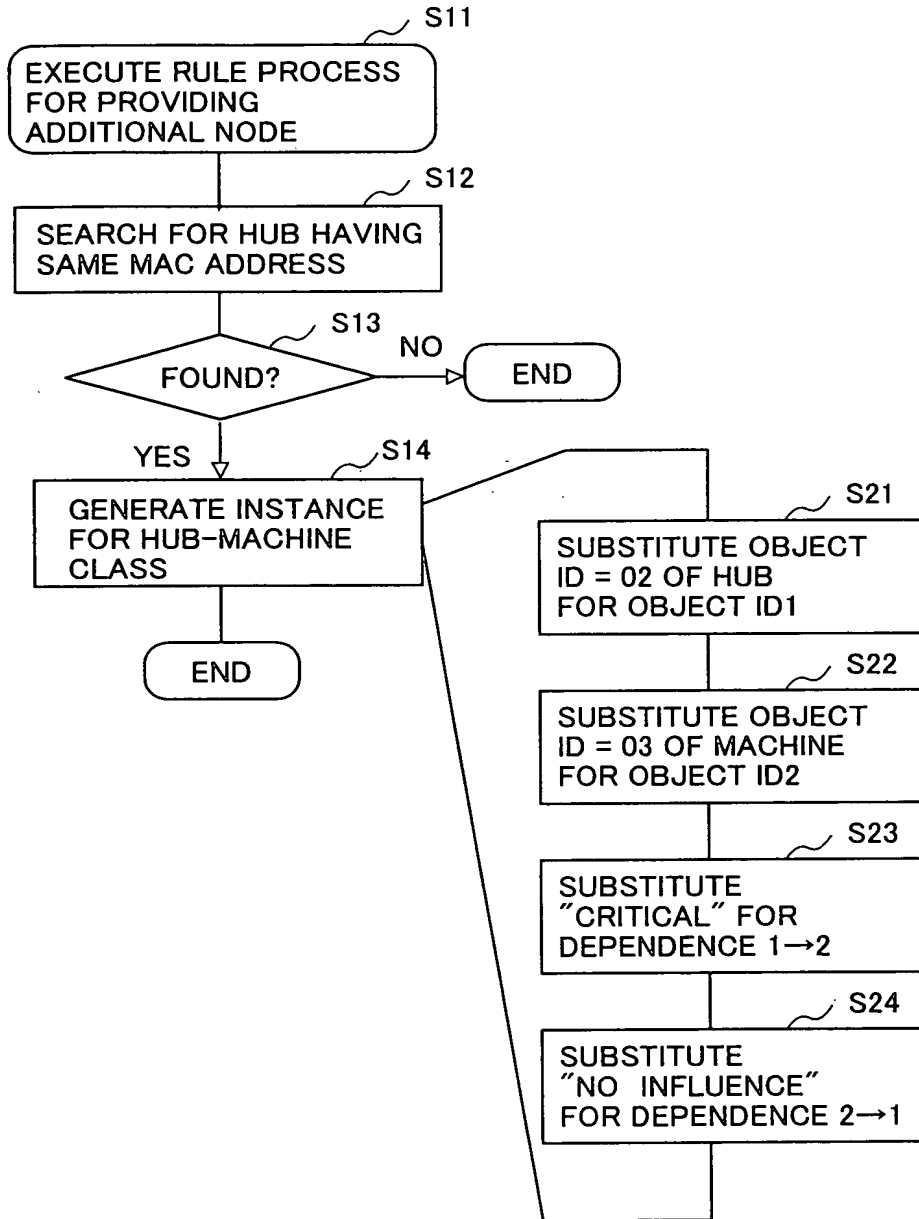 S11
EXECUTE RULE PROCESS
FOR PROVIDING
ADDITIONAL NODE
S12
SEARCH FOR HUB HAVING
SAME MAC ADDRESS
S13
FOUND?
NO
END
YES
S14
GENERATE INSTANCE
FOR HUB-MACHINE
CLASS
END
S21
SUBSTITUTE OBJECT
ID = 02 OF HUB
FOR OBJECT ID1
S22
SUBSTITUTE OBJECT
ID = 03 OF MACHINE
FOR OBJECT ID2
S23
SUBSTITUTE
"CRITICAL" FOR
DEPENDENCE 1→2
S24
SUBSTITUTE
"NO INFLUENCE"
FOR DEPENDENCE 2→1